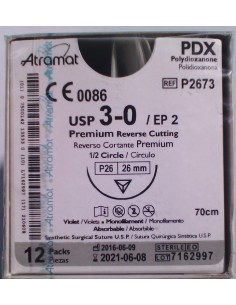 Atramat
PDX
Polydioxanone
Polidioxanona
REF P2673
CE 0086
USP 3-0 / EP 2
Premium Reverse Cutting
Reverso Cortante Premium
1/2 Circle / Círculo
P26 26 mm
70cm
Violet / Violeta • Monofilament / Monofilamento
Absorbable / Absorbible
Synthetic Surgical Suture U.S.P. / Sutura Quirúrgica Sintética U.S.P.
12 Packs
Piezas
2016-06-09
2021-06-08
STERILE EO
LOT 7162997